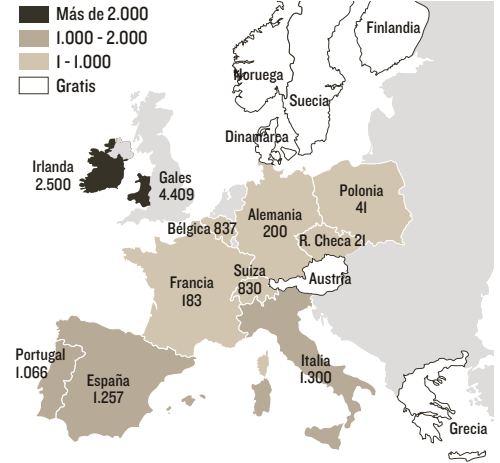 Más de 2.000
1.000 - 2.000
1 - 1.000
Gratis
Finlandia
Noruega
Suecia
Dinamarca
Irlanda
2.500
Gales
4.409
Polonia
41
Alemania
200
Bélgica 837
R. Checa 21
Suiza
830
Austria
Francia
183
Portugal
1.066
España
1.257
Italia
1.300
Grecia